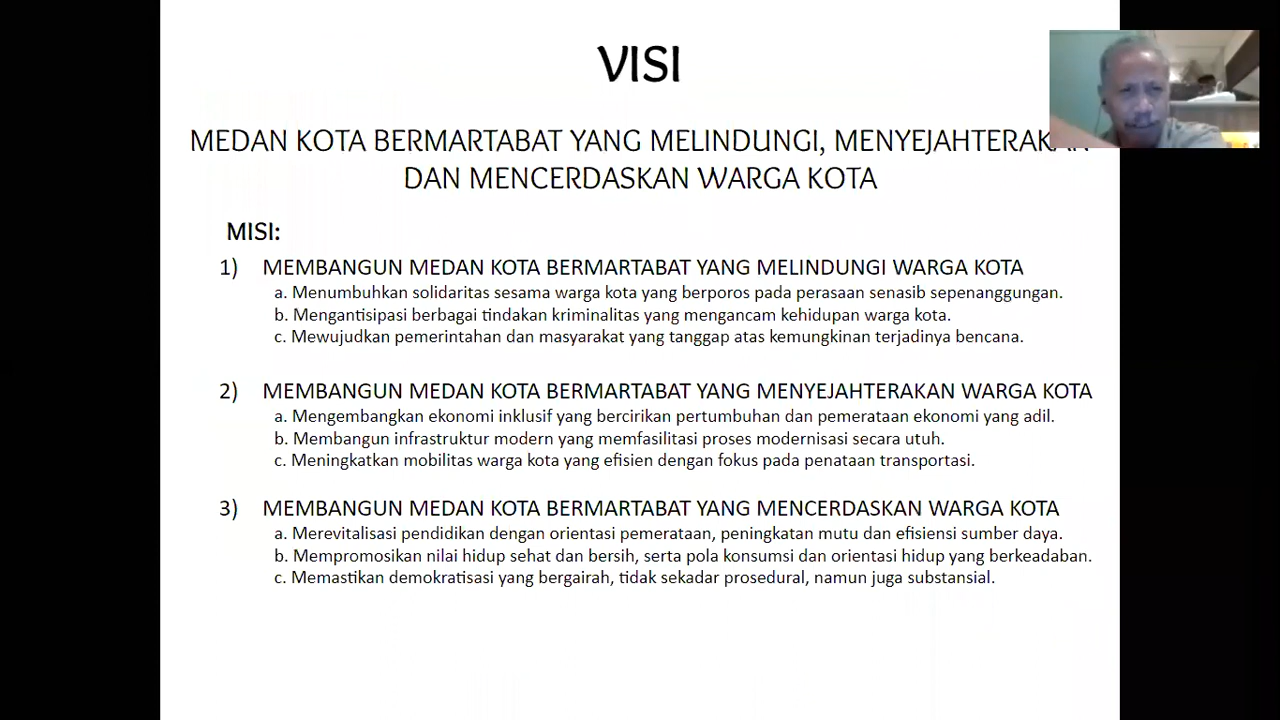 VISI
MEDAN KOTA BERMARTABAT YANG MELINDUNGI, MENYEJAHTERAKAN
DAN MENCERDASKAN WARGA KOTA
MISI:
1) MEMBANGUN MEDAN KOTA BERMARTABAT YANG MELINDUNGI WARGA KOTA
a. Menumbuhkan solidaritas sesama warga kota yang berporos pada perasaan senasib sepenanggungan.
b. Mengantisipasi berbagai tindakan kriminalitas yang mengancam kehidupan warga kota.
c. Mewujudkan pemerintahan dan masyarakat yang tanggap atas kemungkinan terjadinya bencana.
2) MEMBANGUN MEDAN KOTA BERMARTABAT YANG MENYEJAHTERAKAN WARGA KOTA
a. Mengembangkan ekonomi inklusif yang bercirikan pertumbuhan dan pemerataan ekonomi yang adil.
b. Membangun infrastruktur modern yang memfasilitasi proses modernisasi secara utuh.
c. Meningkatkan mobilitas warga kota yang efisien dengan fokus pada penataan transportasi.
3) MEMBANGUN MEDAN KOTA BERMARTABAT YANG MENCERDASKAN WARGA KOTA
a. Merevitalisasi pendidikan dengan orientasi pemerataan, peningkatan mutu dan efisiensi sumber daya.
b. Mempromosikan nilai hidup sehat dan bersih, serta pola konsumsi dan orientasi hidup yang berkeadaban.
c. Memastikan demokratisasi yang bergairah, tidak sekadar prosedural, namun juga substansial.